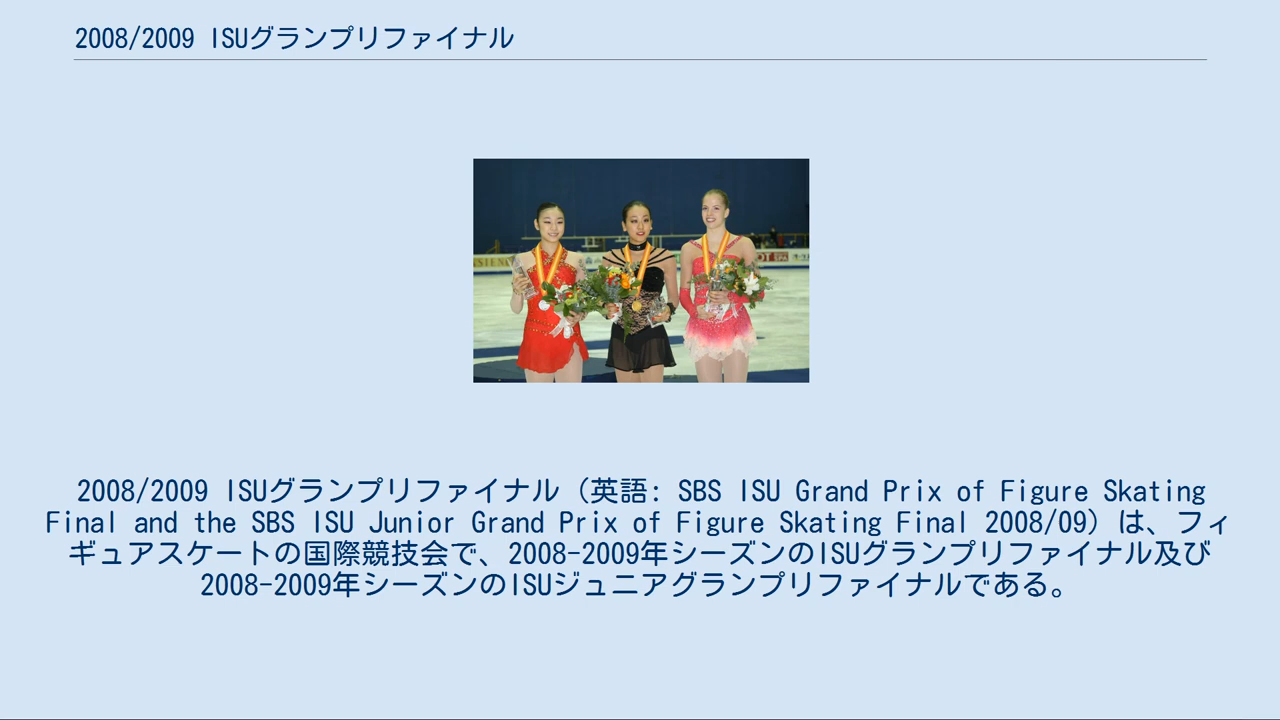 2008/2009 ISUグランプリファイナル
2008/2009 ISUグランプリファイナル（英語: SBS ISU Grand Prix of Figure Skating
Final and the SBS ISU Junior Grand Prix of Figure Skating Final 2008/09）は、フィ
ギュアスケートの国際競技会で、2008-2009年シーズンのISUグランプリファイナル及び
2008-2009年シーズンのISUジュニアグランプリファイナルである。